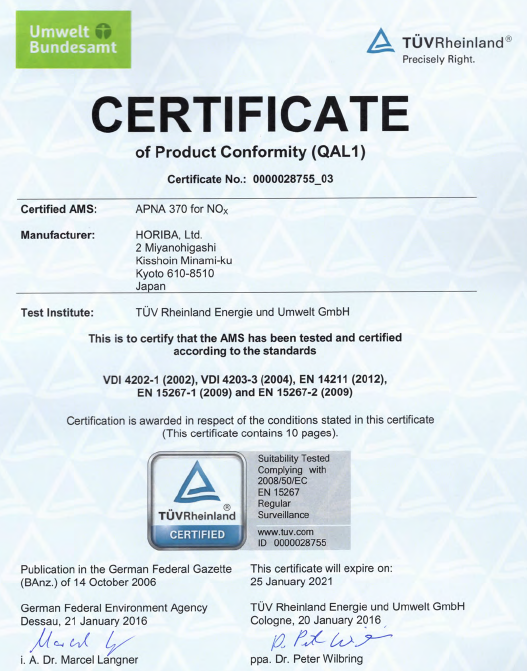 Umwelt
Bundesamt
TÜVRheinland®
Precisely Right.
CERTIFICATE
of Product Conformity (QAL1)
Certificate No.: 0000028755_03
Certified AMS: APNA 370 for NOX
Manufacturer: HORIBA, Ltd.
2 Miyanohigashi
Kisshoin Minami-ku
Kyoto 610-8510
Japan
Test Institute: TÜV Rheinland Energie und Umwelt GmbH
This is to certify that the AMS has been tested and certified
according to the standards
VDI 4202-1 (2002), VDI 4203-3 (2004), EN 14211 (2012),
EN 15267-1 (2009) and EN 15267-2 (2009)
Certification is awarded in respect of the conditions stated in this certificate
(This certificate contains 10 pages).
TÜVRheinland®
CERTIFIED
Suitability Tested
Complying with
2008/50/EC
EN 15267
Regular
Surveillance
www.tuv.com
ID 0000028755
Publication in the German Federal Gazette
(BAnz.) of 14 October 2006
This certificate will expire on:
25 January 2021
German Federal Environment Agency
Dessau, 21 January 2016
TÜV Rheinland Energie und Umwelt GmbH
Cologne, 20 January 2016
i. A. Dr. Marcel Langner
ppa. Dr. Peter Wilbring